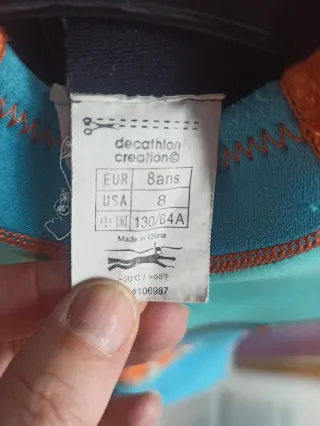 decathlon
creation©
EUR 8ans
USA 8
中国 130/64A
Made in China
>20°C / >68°F
#106987